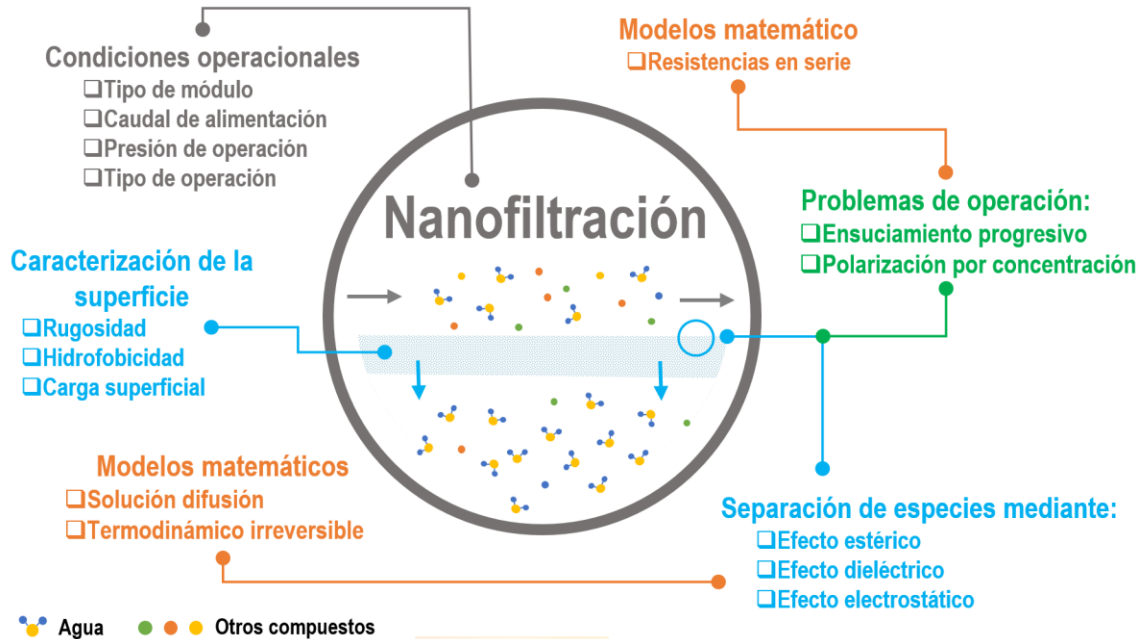 Condiciones operacionales
❑Tipo de módulo
❑Caudal de alimentación
❑Presión de operación
❑Tipo de operación
Modelos matemático
❑Resistencias en serie
Nanofiltración
Problemas de operación:
❑Ensuciamiento progresivo
❑Polarización por concentración
Caracterización de la
superficie
❑Rugosidad
❑Hidrofobicidad
❑Carga superficial
Modelos matemáticos
❑Solución difusión
❑Termodinámico irreversible
Separación de especies mediante:
❑Efecto estérico
❑Efecto dieléctrico
❑Efecto electrostático
Agua
Otros compuestos